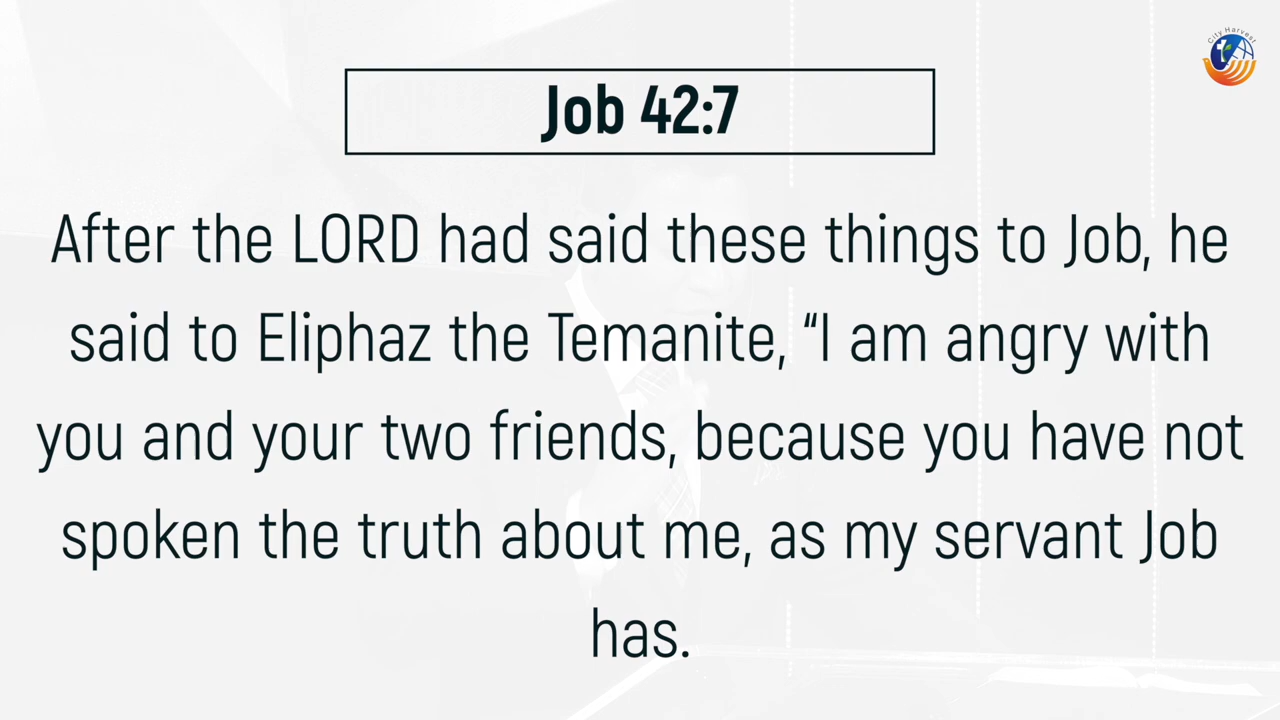 City Harvest
Job 42:7
After the LORD had said these things to Job, he
said to Eliphaz the Temanite, “I am angry with
you and your two friends, because you have not
spoken the truth about me, as my servant Job
has.